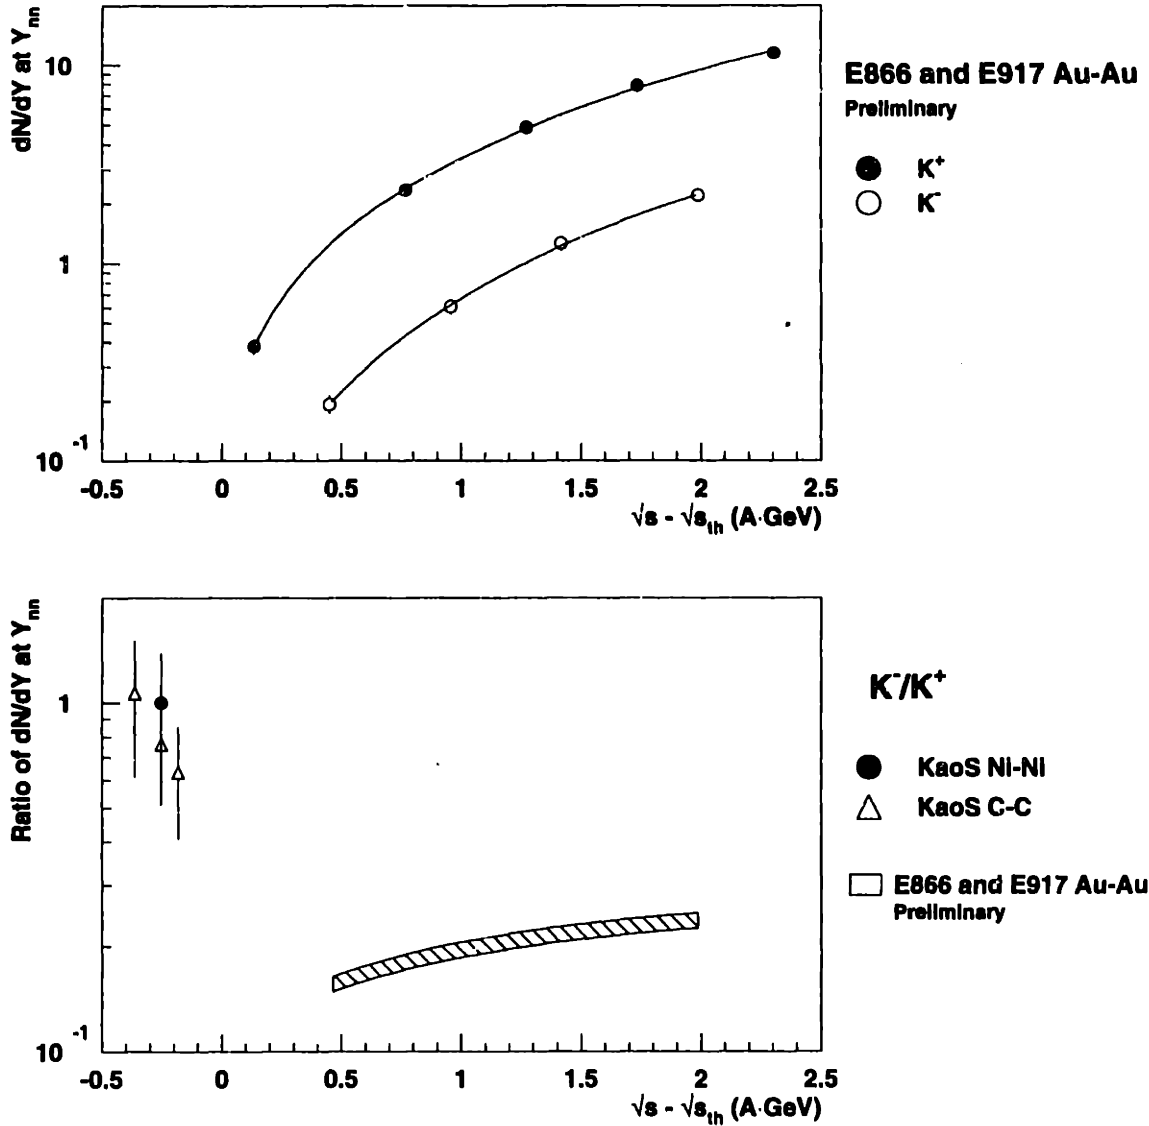 dN/dY at Y_nn
10
1
10^-1
-0.5 0 0.5 1 1.5 2 2.5
√s - √s_th (A·GeV)
E866 and E917 Au-Au
Preliminary
K^+
K^-
Ratio of dN/dY at Y_nn
1
10^-1
-0.5 0 0.5 1 1.5 2 2.5
√s - √s_th (A·GeV)
K^-/K^+
KaoS Ni-Ni
KaoS C-C
E866 and E917 Au-Au
Preliminary